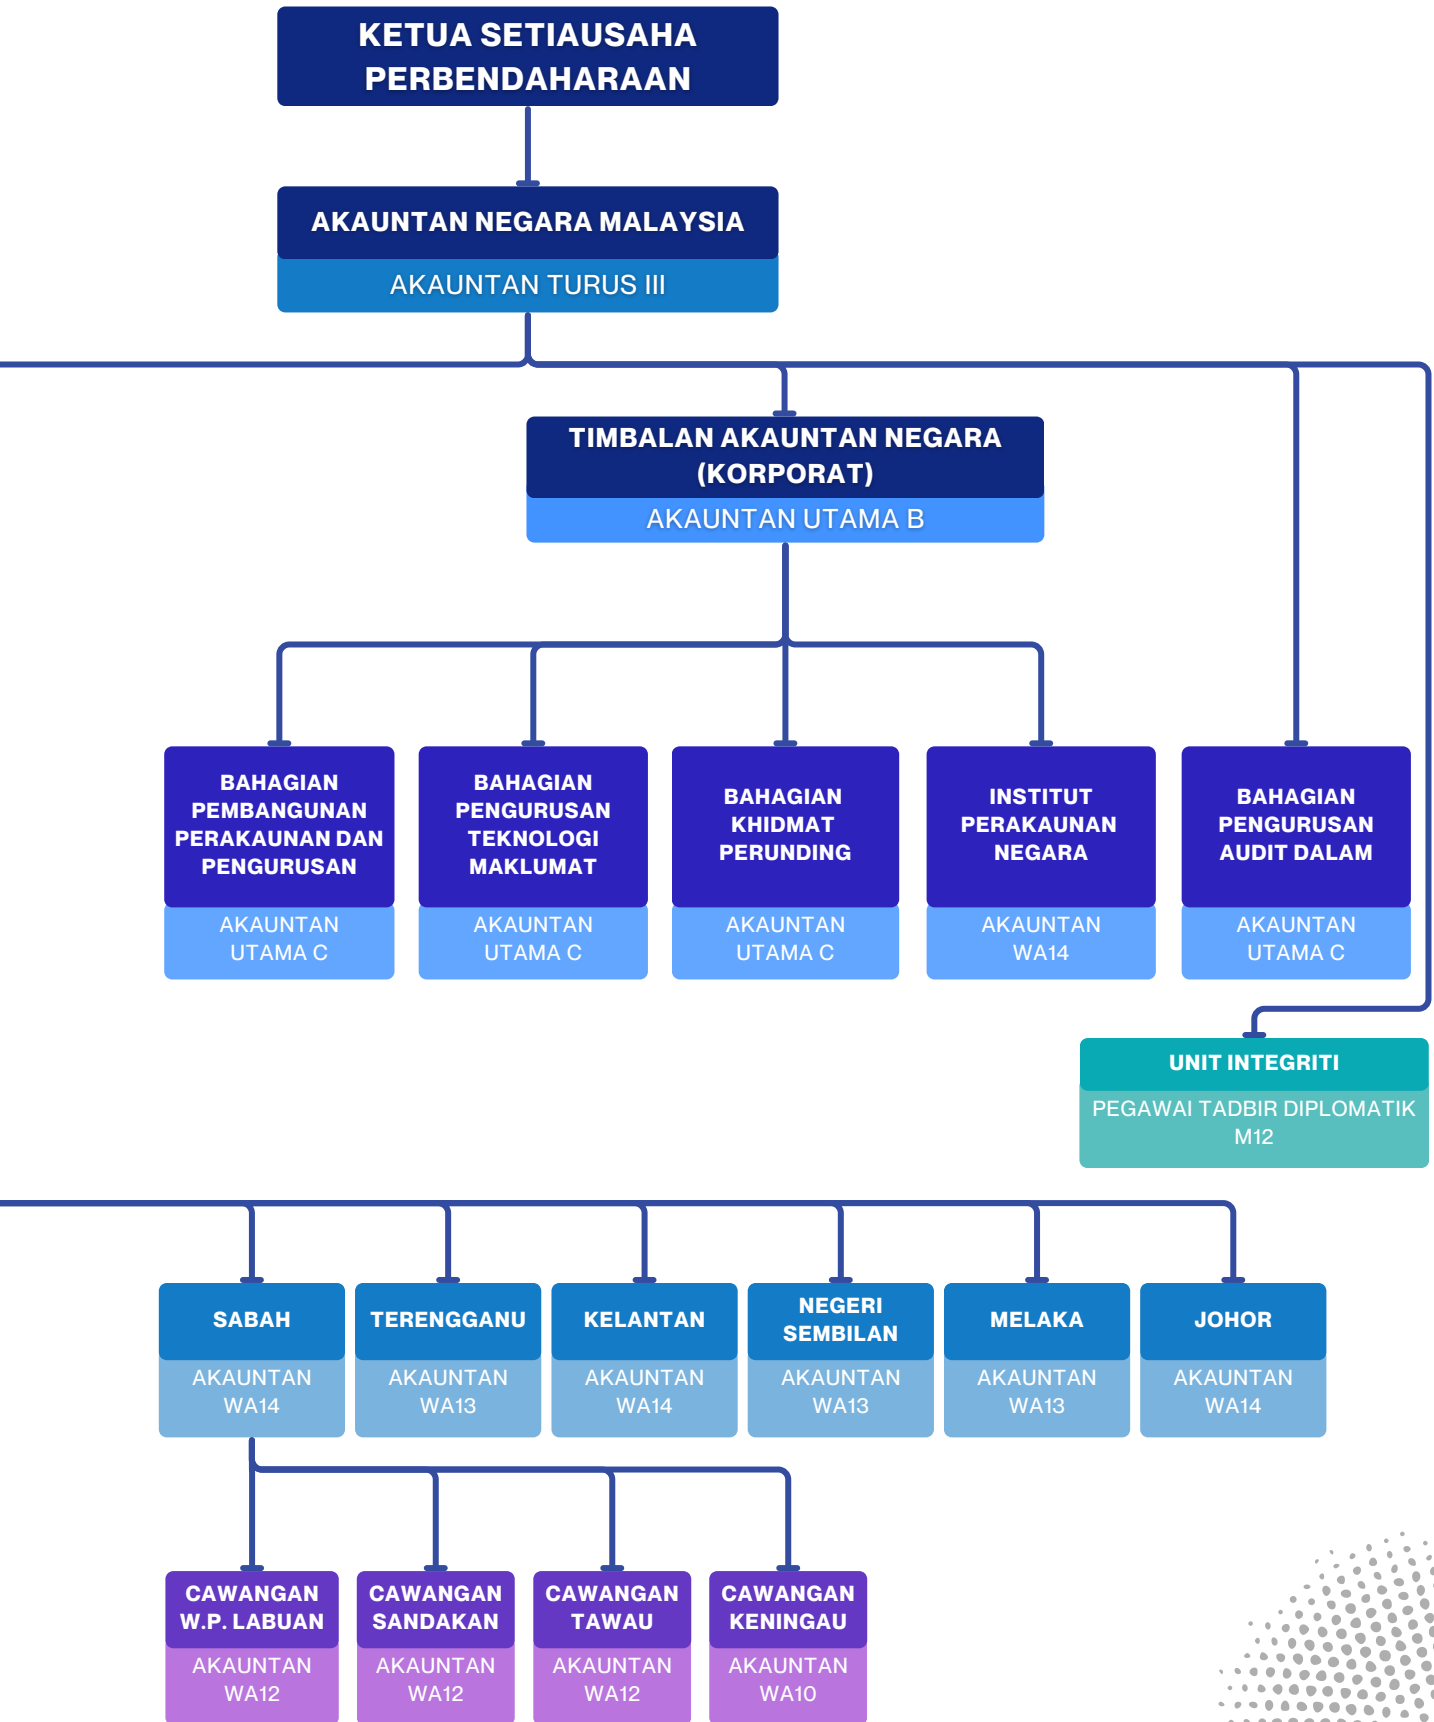 KETUA SETIAUSAHA
PERBENDAHARAAN
AKAUNTAN NEGARA MALAYSIA
AKAUNTAN TURUS III
TIMBALAN AKAUNTAN NEGARA
(KORPORAT)
AKAUNTAN UTAMA B
BAHAGIAN
PEMBANGUNAN
PERAKAUNAN DAN
PENGURUSAN
AKAUNTAN
UTAMA C
BAHAGIAN
PENGURUSAN
TEKNOLOGI
MAKLUMAT
AKAUNTAN
UTAMA C
BAHAGIAN
KHIDMAT
PERUNDING
AKAUNTAN
UTAMA C
INSTITUT
PERAKAUNAN
NEGARA
AKAUNTAN
WA14
BAHAGIAN
PENGURUSAN
AUDIT DALAM
AKAUNTAN
UTAMA C
UNIT INTEGRITI
PEGAWAI TADBIR DIPLOMATIK
M12
SABAH
AKAUNTAN
WA14
TERENGGANU
AKAUNTAN
WA13
KELANTAN
AKAUNTAN
WA14
NEGERI
SEMBILAN
AKAUNTAN
WA13
MELAKA
AKAUNTAN
WA13
JOHOR
AKAUNTAN
WA14
CAWANGAN
W.P. LABUAN
AKAUNTAN
WA12
CAWANGAN
SANDAKAN
AKAUNTAN
WA12
CAWANGAN
TAWAU
AKAUNTAN
WA12
CAWANGAN
KENINGAU
AKAUNTAN
WA10